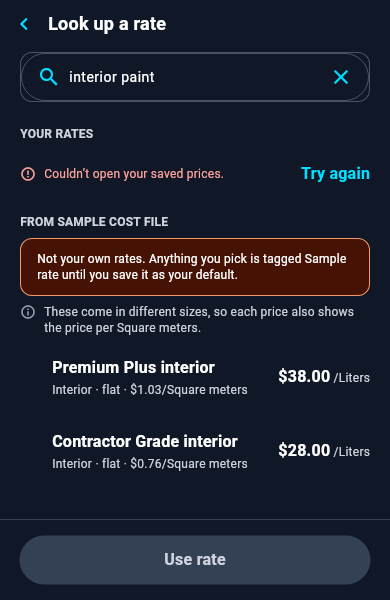 Look up a rate
interior paint
YOUR RATES
Couldn't open your saved prices.
Try again
FROM SAMPLE COST FILE
Not your own rates. Anything you pick is tagged Sample
rate until you save it as your default.
These come in different sizes, so each price also shows
the price per Square meters.
Premium Plus interior
$38.00 /Liters
Interior · flat · $1.03/Square meters
Contractor Grade interior
$28.00 /Liters
Interior · flat · $0.76/Square meters
Use rate